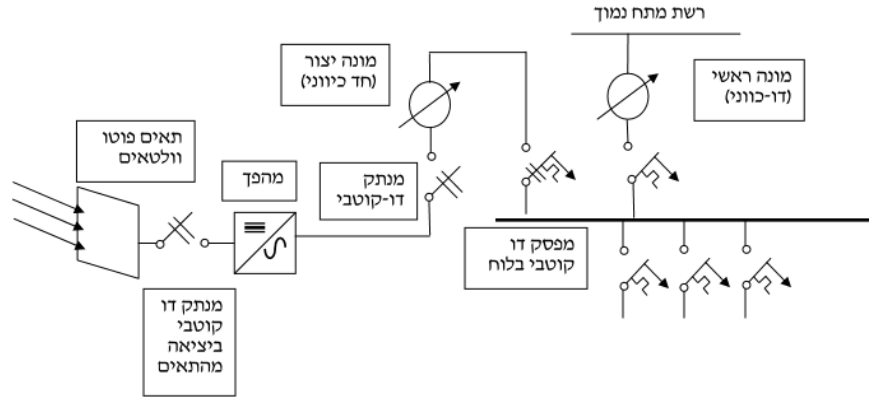 רשת מתח נמוך
מונה ראשי
(דו-כווני)
מונה יצור
(חד כיווני)
תאים פוטו
וולטאים
מהפך
מנתק
דו-קוטבי
מפסק דו
קוטבי בלוח
מנתק דו
קוטבי
ביציאה
מהתאים